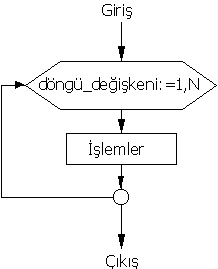 Giriş
döngü_değişkeni:=1,N
İşlemler
Çıkış